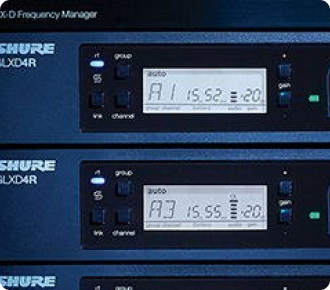 X-D Frequency Manager
SHURE
SLXD4R
rf group
link channel
auto
A1 15.52 -20
gain
SHURE
SLXD4R
rf group
link channel
auto
A3 15.55 -20
gain
SHURE